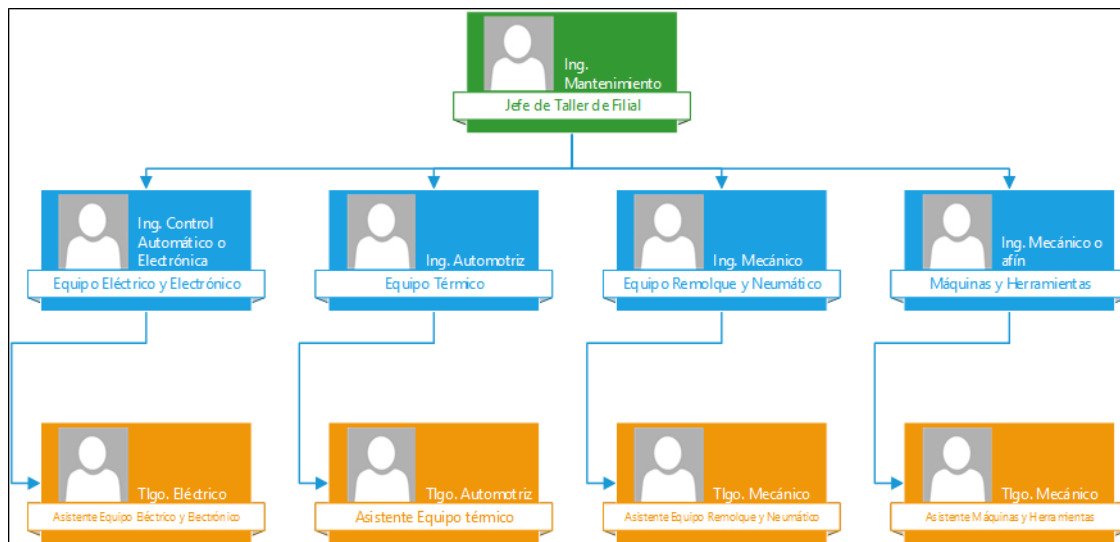 Ing.
Mantenimiento
Jefe de Taller de Filial
Ing. Control
Automático o
Electrónica
Equipo Eléctrico y Electrónico
Ing. Automotriz
Equipo Térmico
Ing. Mecánico
Equipo Remolque y Neumático
Ing. Mecánico o
afín
Máquinas y Herramientas
Tlgo. Eléctrico
Asistente Equipo Eléctrico y Electrónico
Tlgo. Automotriz
Asistente Equipo térmico
Tlgo. Mecánico
Asistente Equipo Remolque y Neumático
Tlgo. Mecánico
Asistente Máquinas y Herramientas